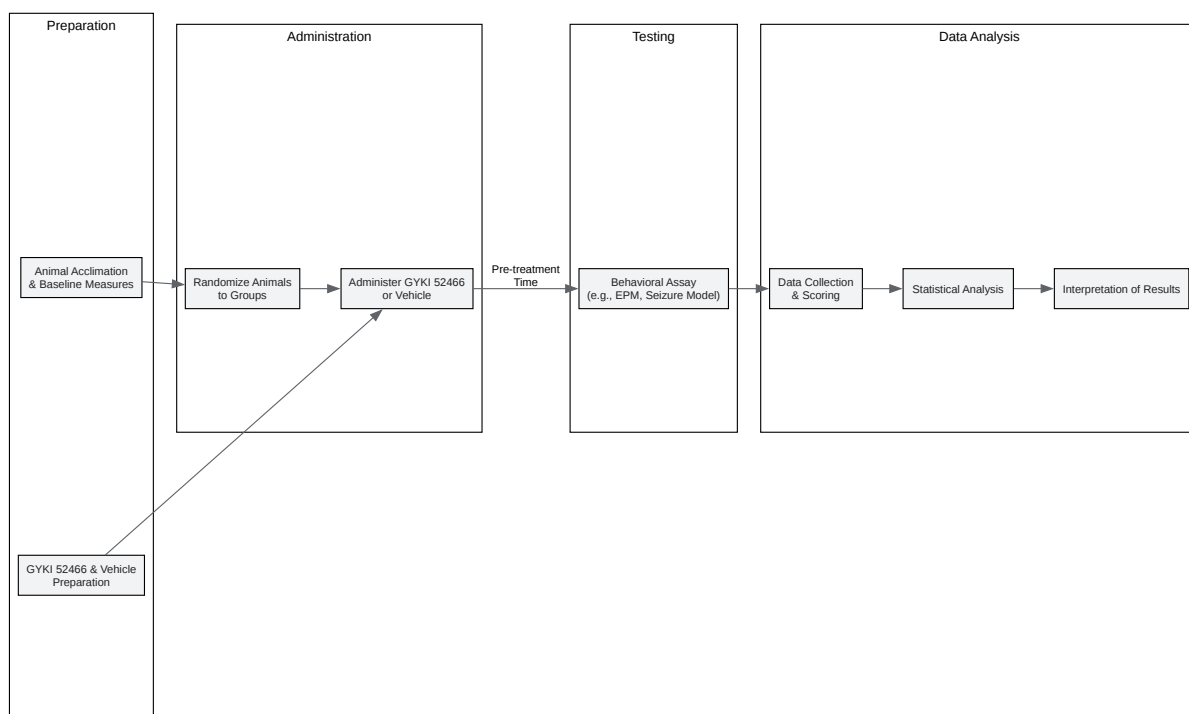 Preparation
Administration
Testing
Data Analysis
Animal Acclimation
& Baseline Measures
Randomize Animals
to Groups
Administer GYKI 52466
or Vehicle
Pre-treatment
Time
Behavioral Assay
(e.g., EPM, Seizure Model)
Data Collection
& Scoring
Statistical Analysis
Interpretation of Results
GYKI 52466 & Vehicle
Preparation